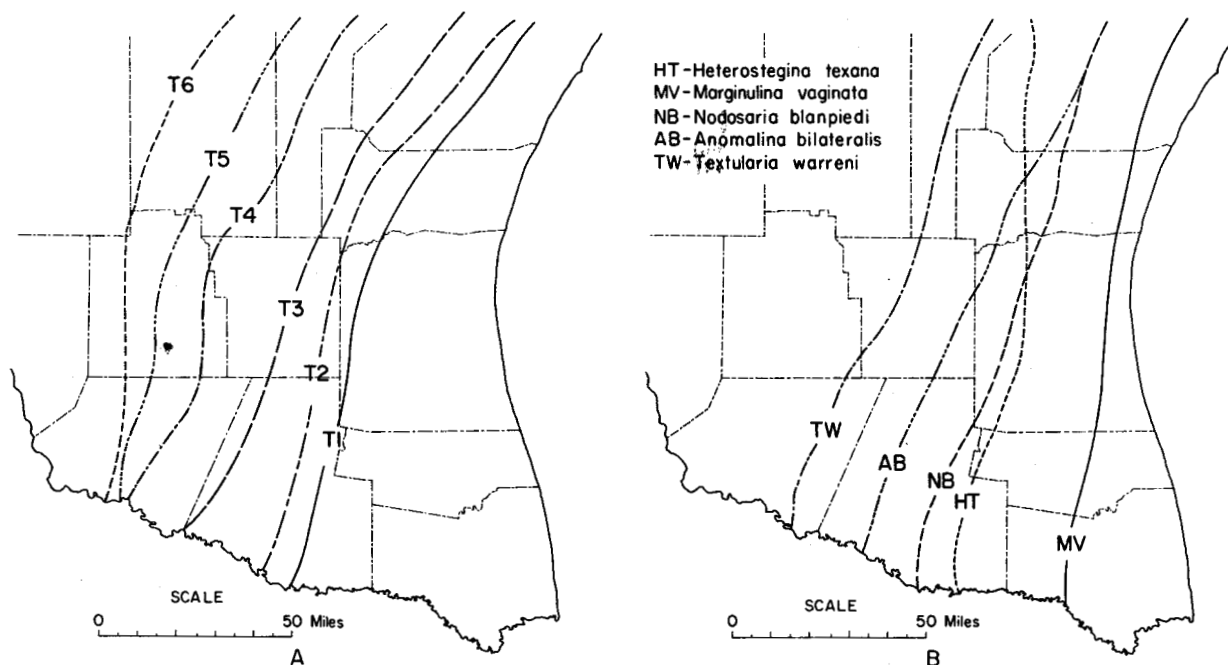 T6
T5
T4
T3
T2
T1
SCALE
0 50 Miles
A
HT-Heterostegina texana
MV-Marginulina vaginata
NB-Nodosaria blanpiedi
AB-Anomalina bilateralis
TW-Textularia warreni
TW
AB
NB
HT
MV
SCALE
0 50 Miles
B